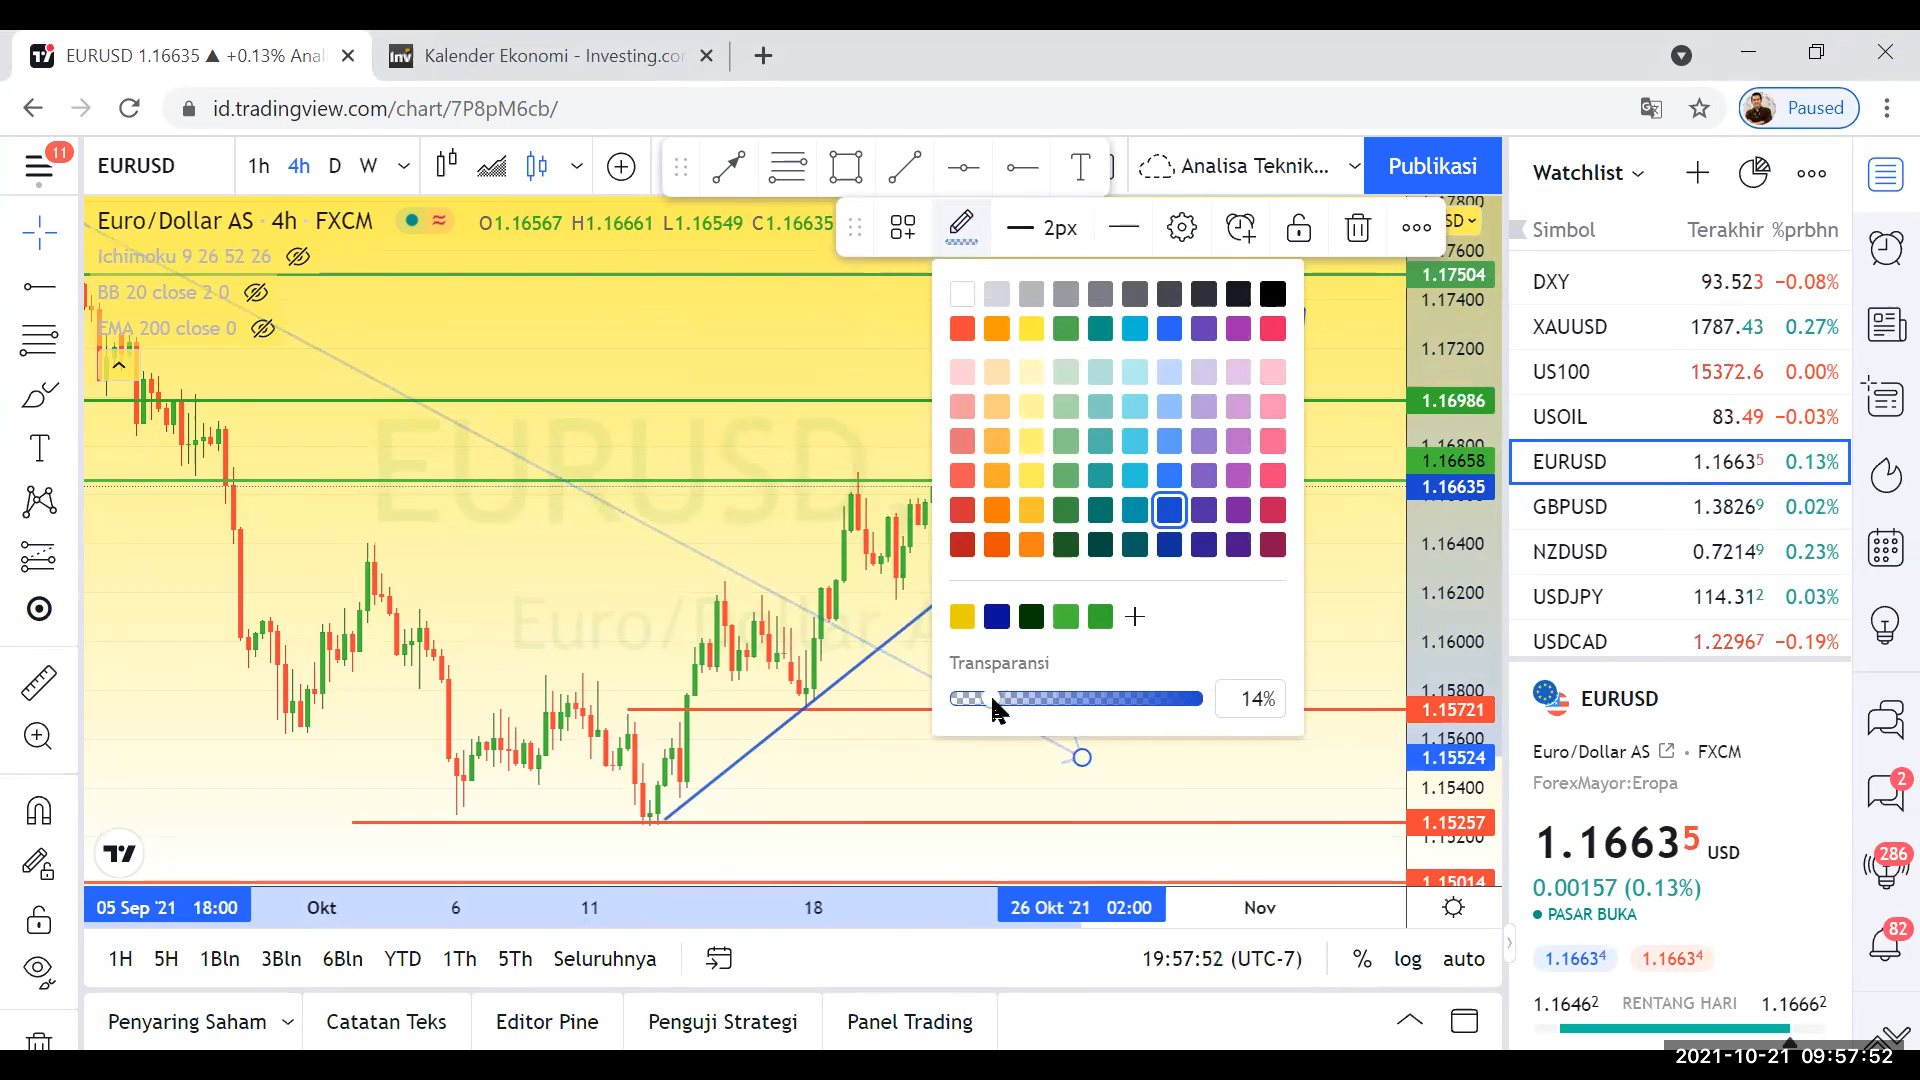 EURUSD 1.16635 ▲ +0.13% Anal
Kalender Ekonomi - Investing.co
id.tradingview.com/chart/7P8pM6cb/
Paused
11
EURUSD
1h 4h D W
Analisa Teknik...
Publikasi
Euro/Dollar AS · 4h · FXCM
O1.16567 H1.16661 L1.16549 C1.16635
Ichimoku 9 26 52 26
BB 20 close 2 0
EMA 200 close 0
2px
EURUSD
Euro/Dollar A
Transparansi
14%
1.17800
1.17600
1.17504
1.17400
1.17200
1.16986
1.16800
1.16658
1.16635
1.16400
1.16200
1.16000
1.15800
1.15721
1.15600
1.15524
1.15400
1.15257
1.15200
1.15014
05 Sep '21 18:00
Okt
6
11
18
26 Okt '21 02:00
Nov
1H 5H 1Bln 3Bln 6Bln YTD 1Th 5Th Seluruhnya
19:57:52 (UTC-7)
% log auto
Penyaring Saham
Catatan Teks
Editor Pine
Penguji Strategi
Panel Trading
Watchlist
Simbol Terakhir %prbhn
DXY 93.523 −0.08%
XAUUSD 1787.43 0.27%
US100 15372.6 0.00%
USOIL 83.49 −0.03%
EURUSD 1.16635 0.13%
GBPUSD 1.38269 0.02%
NZDUSD 0.72149 0.23%
USDJPY 114.312 0.03%
USDCAD 1.22967 −0.19%
EURUSD
Euro/Dollar AS · FXCM
ForexMayor:Eropa
1.16635 USD
0.00157 (0.13%)
PASAR BUKA
1.16634 1.16634
1.16462 RENTANG HARI 1.16662
2
286
82
2021-10-21 09:57:52